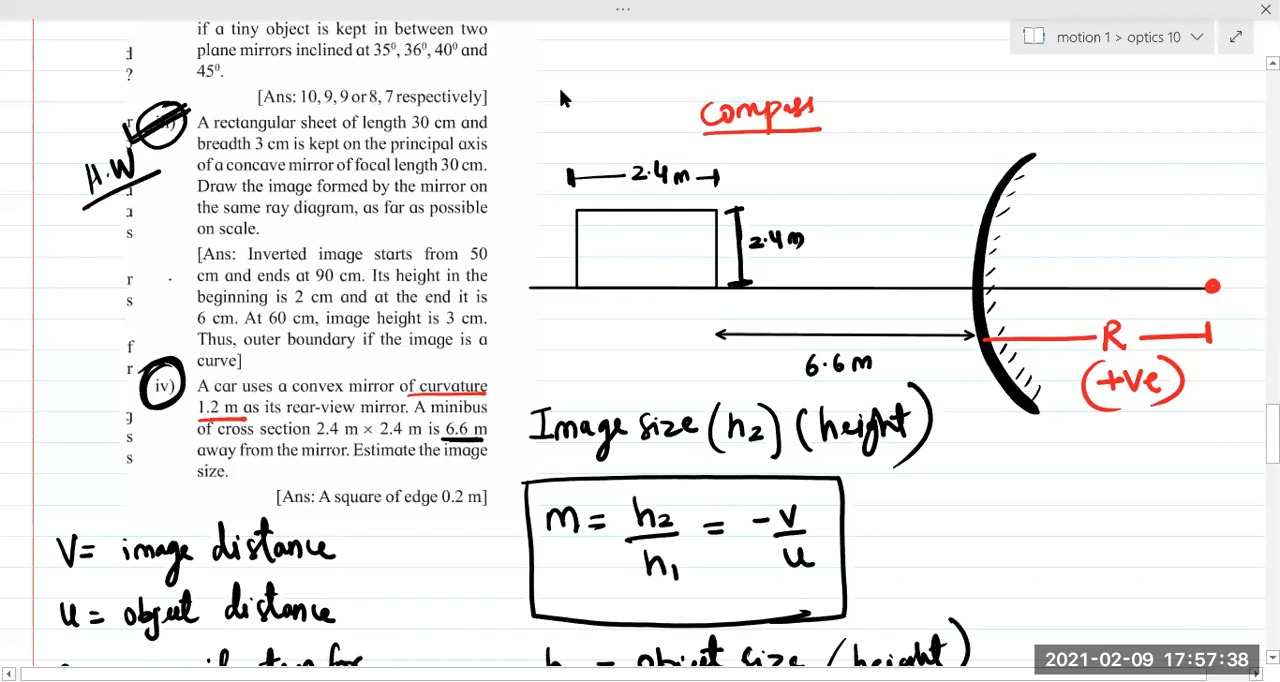 ...
motion 1 > optics 10
if a tiny object is kept in between two
plane mirrors inclined at 35⁰, 36⁰, 40⁰ and
45⁰.
[Ans: 10, 9, 9 or 8, 7 respectively]
d
?
r
H.W
A rectangular sheet of length 30 cm and
breadth 3 cm is kept on the principal axis
of a concave mirror of focal length 30 cm.
Draw the image formed by the mirror on
the same ray diagram, as far as possible
on scale.
a
s
[Ans: Inverted image starts from 50
cm and ends at 90 cm. Its height in the
beginning is 2 cm and at the end it is
6 cm. At 60 cm, image height is 3 cm.
Thus, outer boundary if the image is a
curve]
r
s
f
r
iv)
A car uses a convex mirror of curvature
1.2 m as its rear-view mirror. A minibus
of cross section 2.4 m × 2.4 m is 6.6 m
away from the mirror. Estimate the image
size.
[Ans: A square of edge 0.2 m]
g
s
s
Compass
2.4 m
2.4 m
6.6 m
R
(+ve)
Image size (h₂) (height)
m = h₂/h₁ = -v/u
V = image distance
u = object distance
object size (height)
2021-02-09 17:57:38